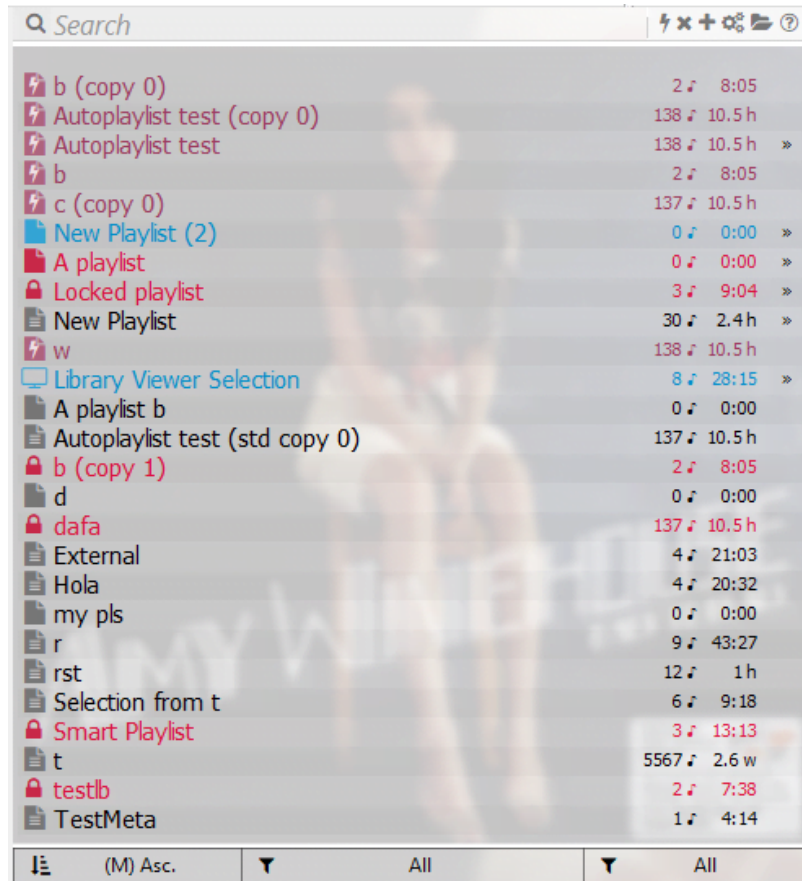 Search
b (copy 0) 2 8:05
Autoplaylist test (copy 0) 138 10.5 h
Autoplaylist test 138 10.5 h »
b 2 8:05
c (copy 0) 137 10.5 h
New Playlist (2) 0 0:00 »
A playlist 0 0:00 »
Locked playlist 3 9:04 »
New Playlist 30 2.4 h »
w 138 10.5 h
Library Viewer Selection 8 28:15 »
A playlist b 0 0:00
Autoplaylist test (std copy 0) 137 10.5 h
b (copy 1) 2 8:05
d 0 0:00
dafa 137 10.5 h
External 4 21:03
Hola 4 20:32
my pls 0 0:00
r 9 43:27
rst 12 1 h
Selection from t 6 9:18
Smart Playlist 3 13:13
t 5567 2.6 w
testlb 2 7:38
TestMeta 1 4:14
AMY WINEHOUSE
(M) Asc. All All